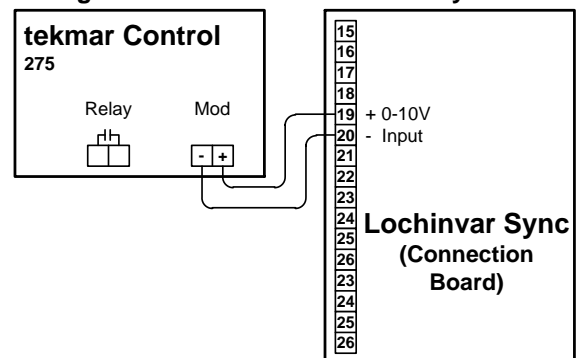 tekmar Control
275
Relay
Mod
- +
15
16
17
18
19 + 0-10V
20 - Input
21
22
23
24
25
26
23
24
25
26
Lochinvar Sync
(Connection
Board)